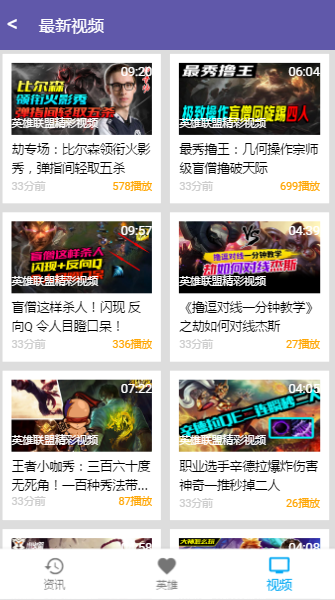 < 最新视频
09:20
比尔森
领衔火影秀
弹指间轻取五杀
英雄联盟精彩视频
劫专场：比尔森领衔火影
秀，弹指间轻取五杀
33分前 578播放
06:04
最秀撸王
极致操作盲僧回旋踢四人
英雄联盟精彩视频
最秀撸王：几何操作宗师
级盲僧撸破天际
33分前 699播放
09:57
盲僧这样杀人
闪现+反向Q
英雄联盟精彩视频
盲僧这样杀人！闪现 反
向Q 令人目瞪口呆！
33分前 336播放
04:39
VS
撸逗对线一分钟教学
劫如何对线杰斯
英雄联盟精彩视频
《撸逗对线一分钟教学》
之劫如何对线杰斯
33分前 27播放
07:22
英雄联盟精彩视频
王者小咖秀：三百六十度
无死角！一百种秀法带...
33分前 87播放
04:05
辛德拉QE二连瞬秒二人
英雄联盟精彩视频
职业选手辛德拉爆炸伤害
神奇一推秒掉二人
33分前 26播放
大神怎么玩
资讯
英雄
视频